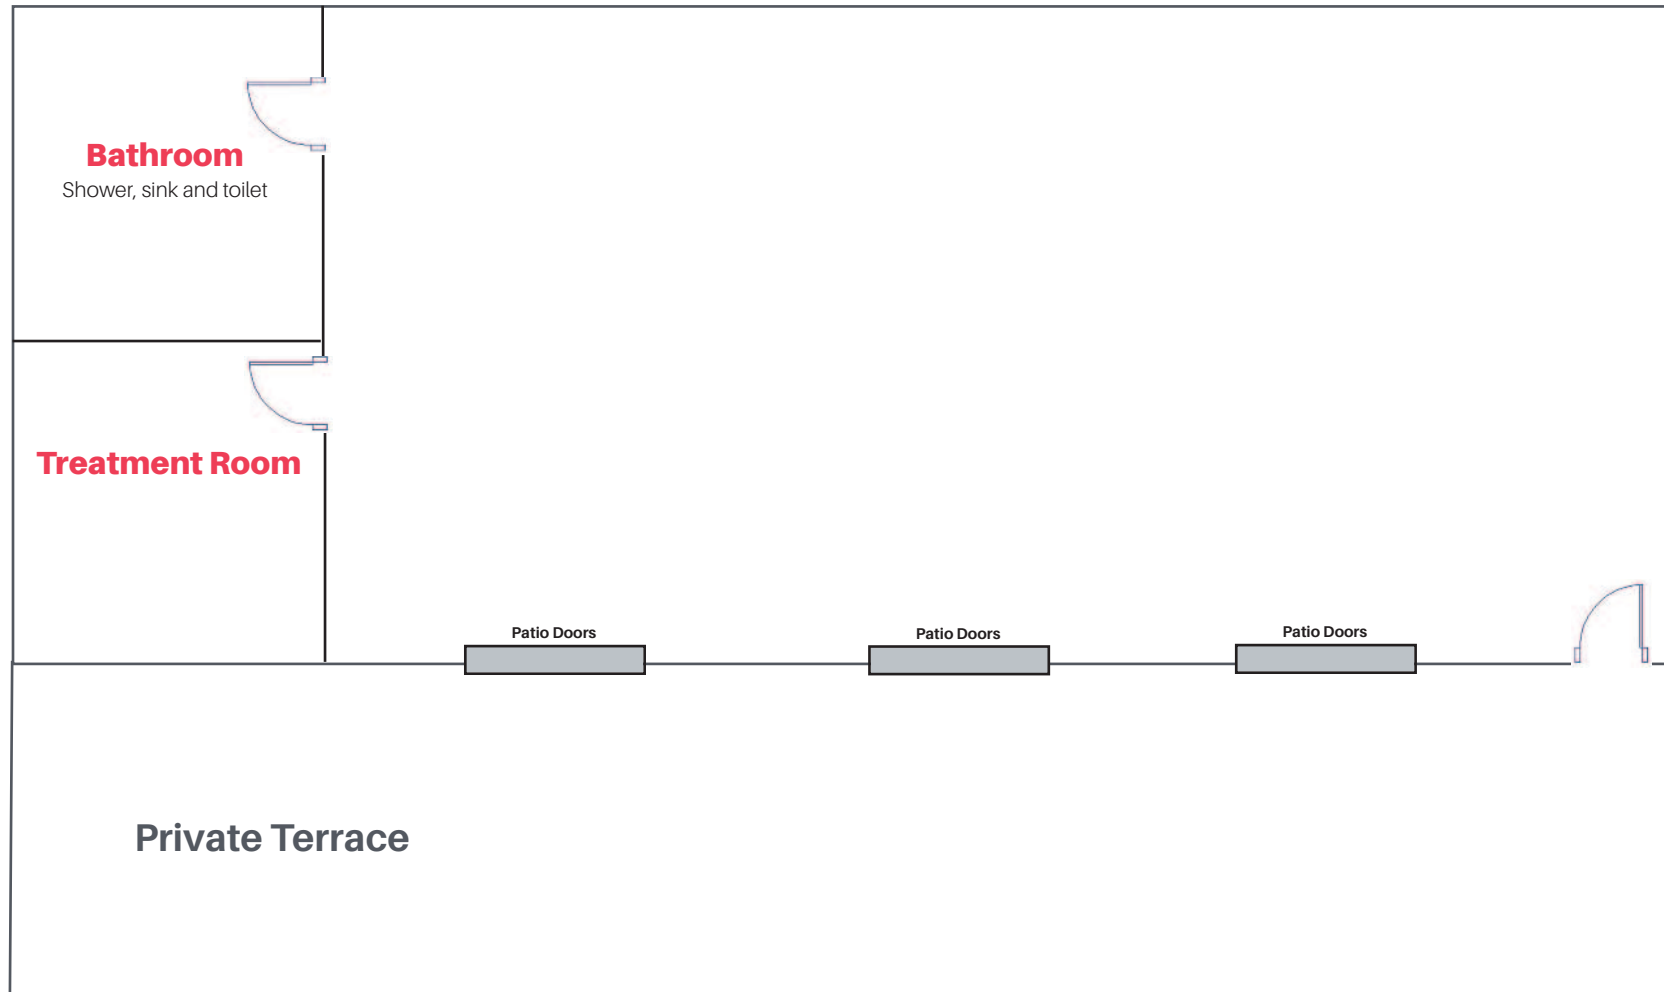 Bathroom
Shower, sink and toilet
Treatment Room
Patio Doors
Patio Doors
Patio Doors
Private Terrace